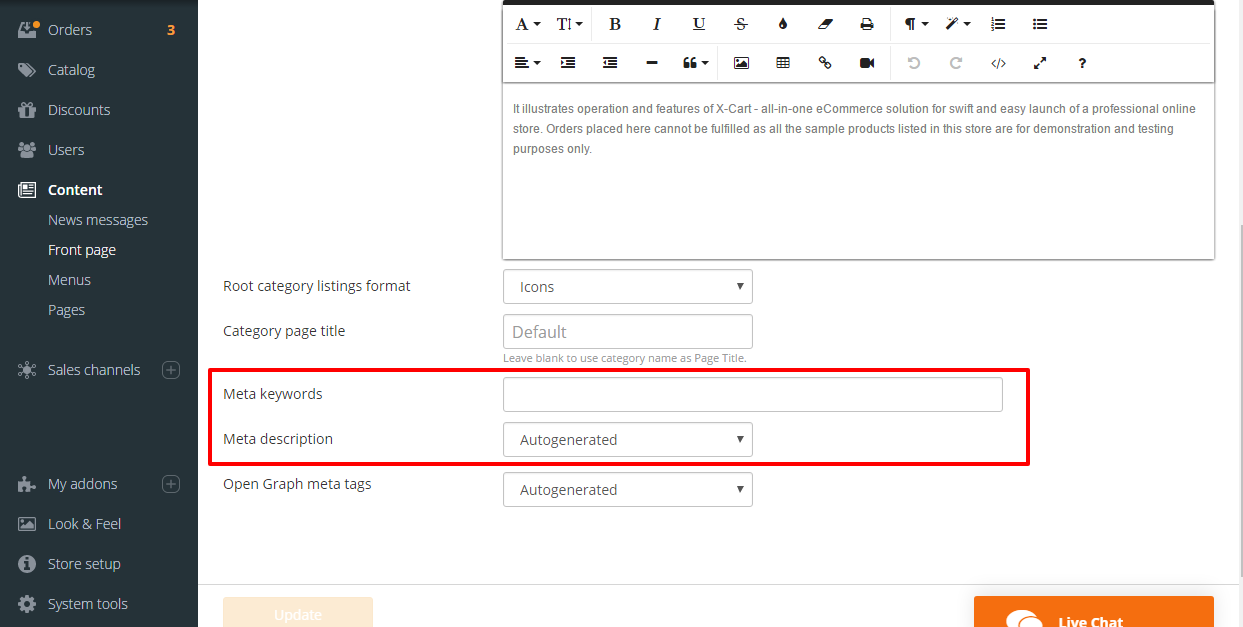 Orders 3
Catalog
Discounts
Users
Content
News messages
Front page
Menus
Pages
Sales channels
My addons
Look & Feel
Store setup
System tools
A T B I U S ¶
“ </> ?
It illustrates operation and features of X-Cart - all-in-one eCommerce solution for swift and easy launch of a professional online
store. Orders placed here cannot be fulfilled as all the sample products listed in this store are for demonstration and testing
purposes only.
Root category listings format Icons
Category page title Default
Leave blank to use category name as Page Title.
Meta keywords
Meta description Autogenerated
Open Graph meta tags Autogenerated
Update
Live Chat